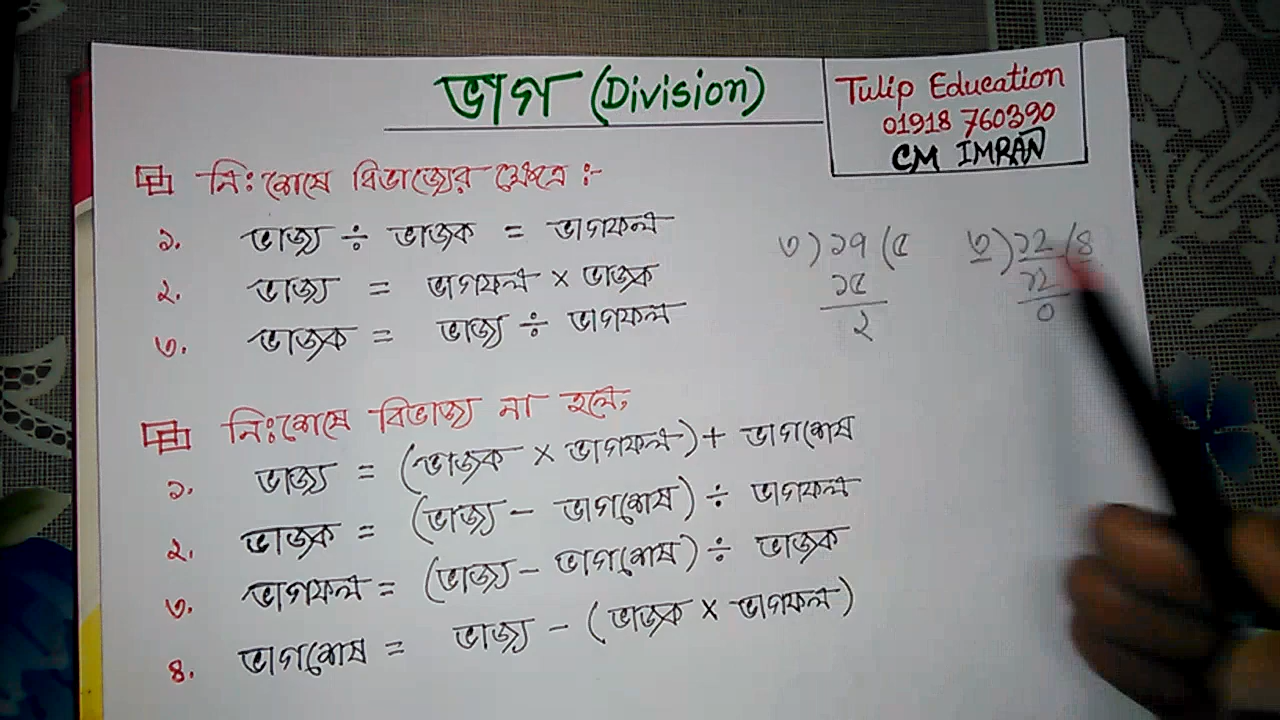 ভাগ (Division)
Tulip Education
01918 760390
CM IMRAN
নিঃশেষে বিভাজ্যের ক্ষেত্রে :-
১. ভাজ্য ÷ ভাজক = ভাগফল
২. ভাজ্য = ভাগফল × ভাজক
৩. ভাজক = ভাজ্য ÷ ভাগফল
৩) ১৭ (৫
১৫
২
৩) ১২ (৪
১২
০
নিঃশেষে বিভাজ্য না হলে,
১. ভাজ্য = (ভাজক × ভাগফল) + ভাগশেষ
২. ভাজক = (ভাজ্য - ভাগশেষ) ÷ ভাগফল
৩. ভাগফল = (ভাজ্য - ভাগশেষ) ÷ ভাজক
৪. ভাগশেষ = ভাজ্য - (ভাজক × ভাগফল)